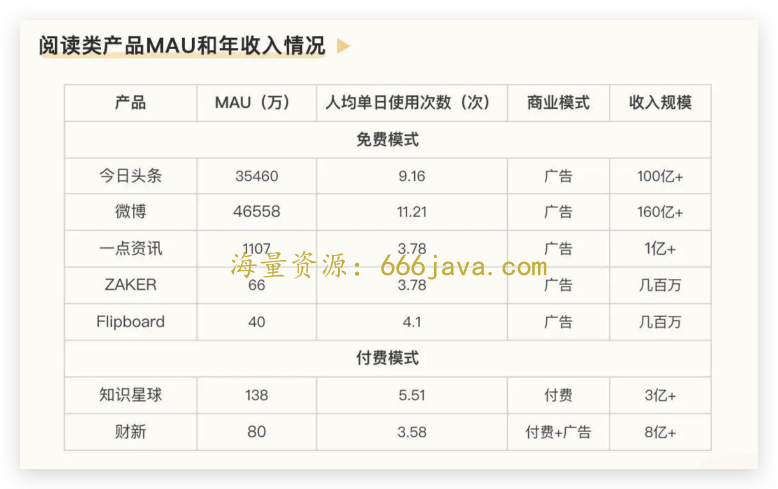 阅读类产品MAU和年收入情况
产品 MAU（万） 人均单日使用次数（次） 商业模式 收入规模
免费模式
今日头条 35460 9.16 广告 100亿+
微博 46558 11.21 广告 160亿+
一点资讯 1107 3.78 广告 1亿+
海量资源：666java.com
ZAKER 66 3.78 广告 几百万
Flipboard 40 4.1 广告 几百万
付费模式
知识星球 138 5.51 付费 3亿+
财新 80 3.58 付费+广告 8亿+